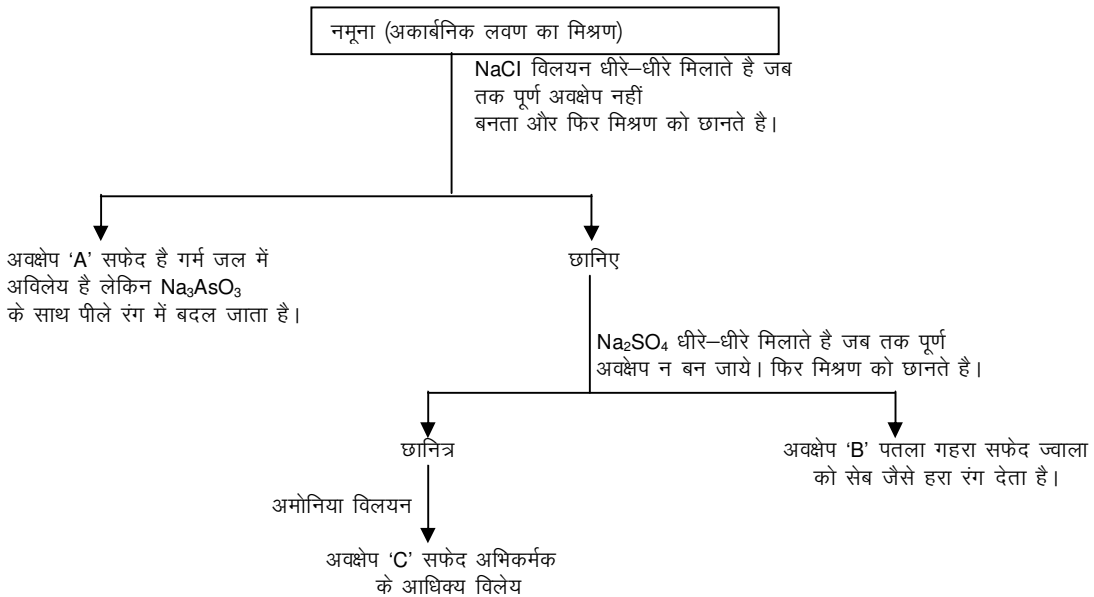 नमूना (अकार्बनिक लवण का मिश्रण)
NaCl विलयन धीरे–धीरे मिलाते है जब
तक पूर्ण अवक्षेप नहीं
बनता और फिर मिश्रण को छानते है।
अवक्षेप ‘A’ सफेद है गर्म जल में
अविलेय है लेकिन Na₃AsO₃
के साथ पीले रंग में बदल जाता है।
छानिए
Na₂SO₄ धीरे–धीरे मिलाते है जब तक पूर्ण
अवक्षेप न बन जाये। फिर मिश्रण को छानते है।
छानित्र
अवक्षेप ‘B’ पतला गहरा सफेद ज्वाला
को सेब जैसे हरा रंग देता है।
अमोनिया विलयन
अवक्षेप ‘C’ सफेद अभिकर्मक
के आधिक्य विलेय